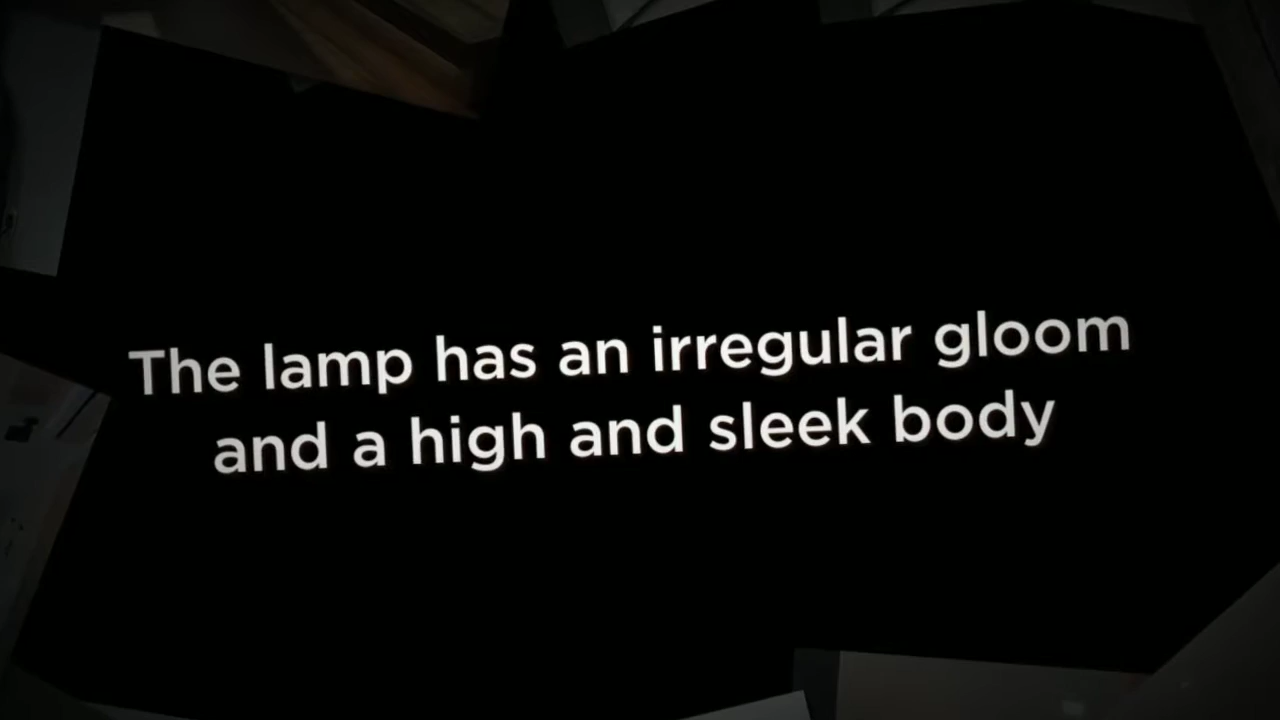 The lamp has an irregular gloom
and a high and sleek body